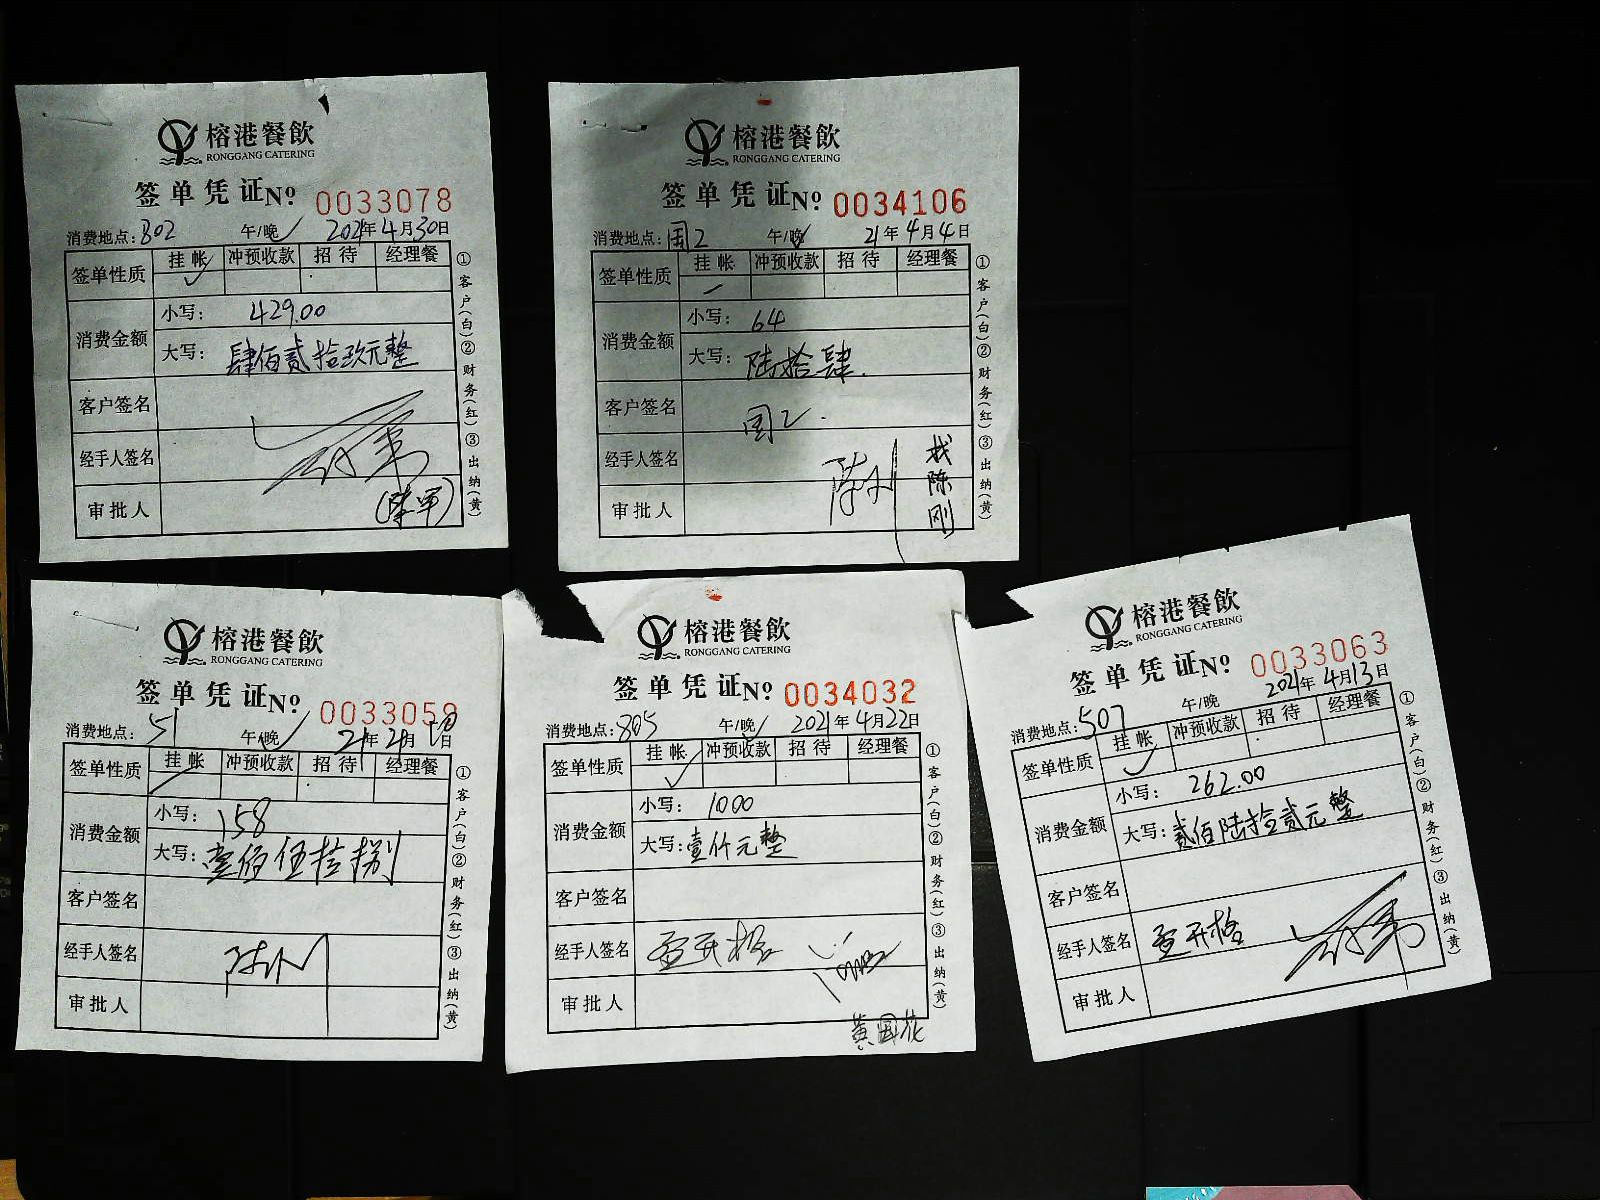 榕港餐飲
RONGGANG CATERING
签单凭证№ 0033078
消费地点:802 午/晚✓ 2021年4月30日
签单性质 挂帐 冲预收款 招待 经理餐
✓
消费金额 小写: 429.00
大写: 肆佰贰拾玖元整
客户签名
经手人签名
审批人
①客户(白)②财务(红)③出纳(黄)
榕港餐飲
RONGGANG CATERING
签单凭证№ 0034106
消费地点:国2 午/晚✓ 21年4月4日
签单性质 挂帐 冲预收款 招待 经理餐
消费金额 小写: 64
大写: 陆拾肆.
客户签名 国2.
经手人签名 陈刚
审批人
找陈刚
①客户(白)②财务(红)③出纳(黄)
榕港餐飲
RONGGANG CATERING
签单凭证№ 0033059
消费地点: 51 午/晚✓ 21年
签单性质 挂帐 冲预收款 招待 经理餐
消费金额 小写: 158
大写: 壹佰伍拾捌
客户签名
经手人签名
审批人
①客户(白)②财务(红)③出纳(黄)
榕港餐飲
RONGGANG CATERING
签单凭证№ 0034032
消费地点:805 午/晚✓ 2021年4月22日
签单性质 挂帐 冲预收款 招待 经理餐
✓
消费金额 小写: 1000
大写: 壹仟元整
客户签名
经手人签名
审批人
黄国花
①客户(白)②财务(红)③出纳(黄)
榕港餐飲
RONGGANG CATERING
签单凭证№ 0033063
消费地点:507 午/晚 2021年4月13日
签单性质 挂帐 冲预收款 招待 经理餐
✓
消费金额 小写: 262.00
大写: 贰佰陆拾贰元整
客户签名
经手人签名
审批人
①客户(白)②财务(红)③出纳(黄)